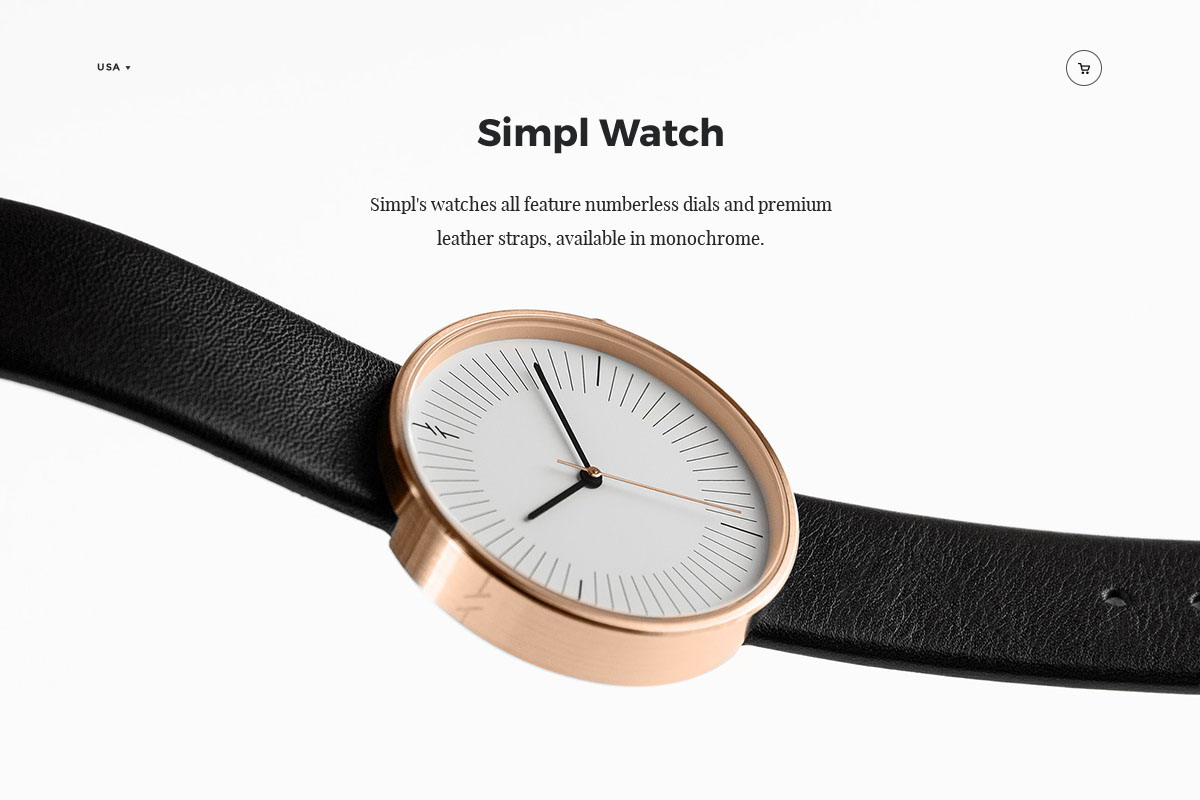 USA
Simpl Watch
Simpl's watches all feature numberless dials and premium
leather straps, available in monochrome.